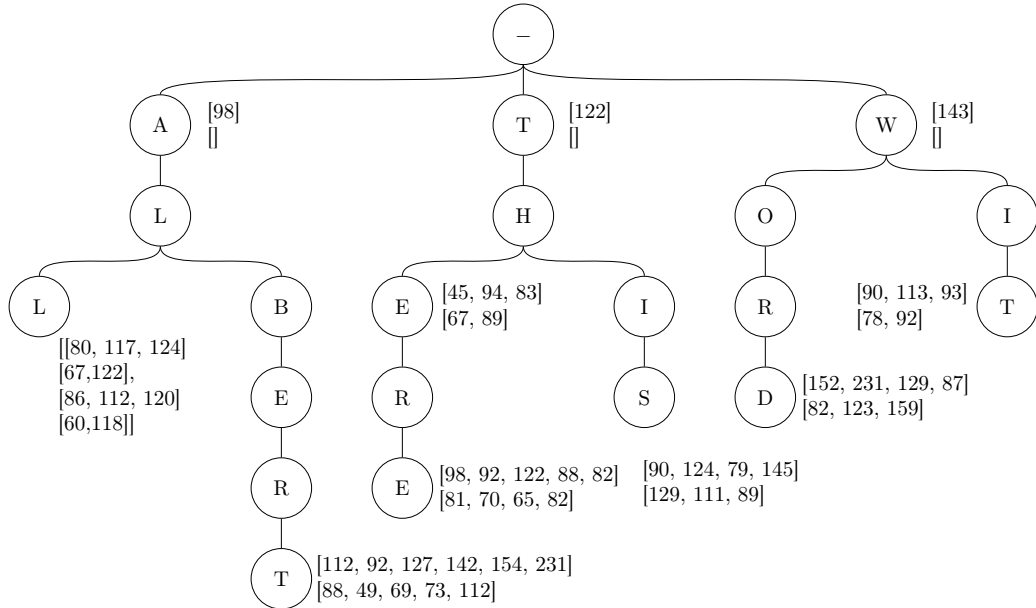 –
A
[98]
[]
T
[122]
[]
W
[143]
[]
L
H
O
I
L
[[80, 117, 124]
[67,122],
[86, 112, 120]
[60,118]]
B
E
[45, 94, 83]
[67, 89]
I
R
[90, 113, 93]
[78, 92]
T
E
R
S
D
[152, 231, 129, 87]
[82, 123, 159]
R
E
[98, 92, 122, 88, 82]
[81, 70, 65, 82]
[90, 124, 79, 145]
[129, 111, 89]
T
[112, 92, 127, 142, 154, 231]
[88, 49, 69, 73, 112]